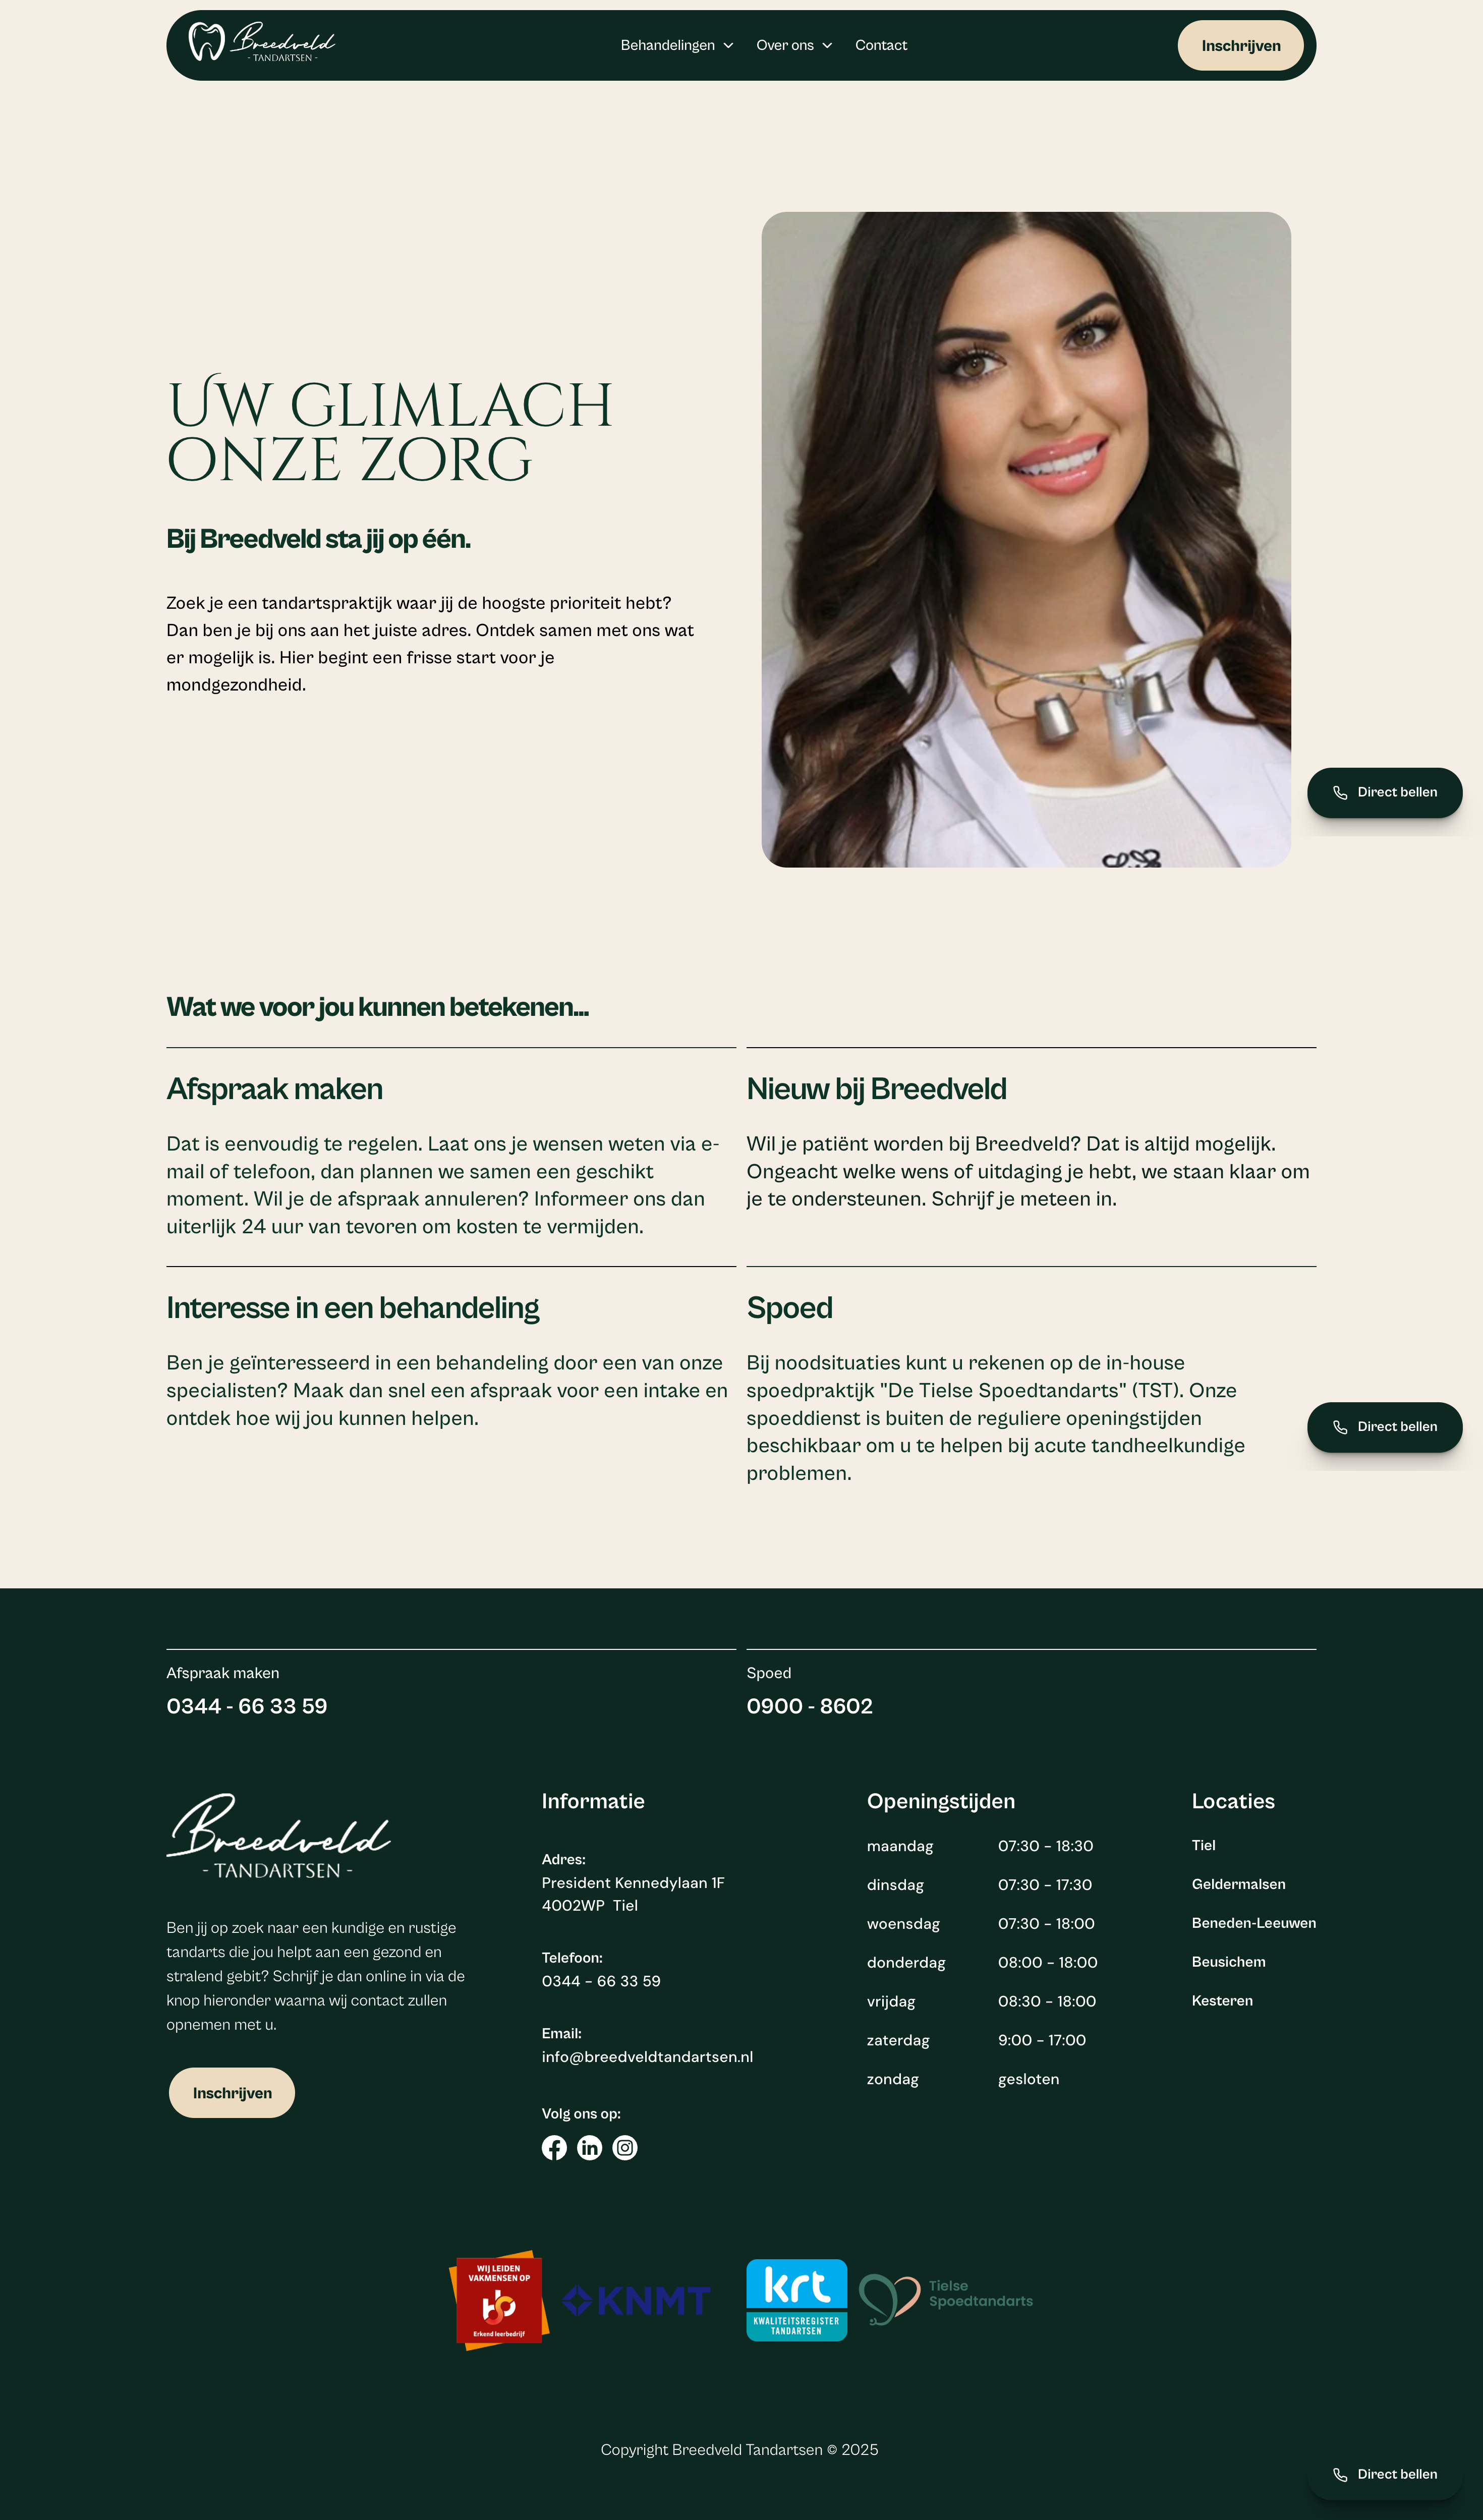 Breedveld
- TANDARTSEN -
Behandelingen
Over ons
Contact
Inschrijven
UW GLIMLACH
ONZE ZORG
Bij Breedveld sta jij op één.
Zoek je een tandartspraktijk waar jij de hoogste prioriteit hebt?
Dan ben je bij ons aan het juiste adres. Ontdek samen met ons wat
er mogelijk is. Hier begint een frisse start voor je
mondgezondheid.
Direct bellen
Wat we voor jou kunnen betekenen...
Afspraak maken
Dat is eenvoudig te regelen. Laat ons je wensen weten via e-
mail of telefoon, dan plannen we samen een geschikt
moment. Wil je de afspraak annuleren? Informeer ons dan
uiterlijk 24 uur van tevoren om kosten te vermijden.
Nieuw bij Breedveld
Wil je patiënt worden bij Breedveld? Dat is altijd mogelijk.
Ongeacht welke wens of uitdaging je hebt, we staan klaar om
je te ondersteunen. Schrijf je meteen in.
Interesse in een behandeling
Ben je geïnteresseerd in een behandeling door een van onze
specialisten? Maak dan snel een afspraak voor een intake en
ontdek hoe wij jou kunnen helpen.
Spoed
Bij noodsituaties kunt u rekenen op de in-house
spoedpraktijk "De Tielse Spoedtandarts" (TST). Onze
spoeddienst is buiten de reguliere openingstijden
beschikbaar om u te helpen bij acute tandheelkundige
problemen.
Direct bellen
Afspraak maken
0344 - 66 33 59
Spoed
0900 - 8602
Breedveld
- TANDARTSEN -
Ben jij op zoek naar een kundige en rustige
tandarts die jou helpt aan een gezond en
stralend gebit? Schrijf je dan online in via de
knop hieronder waarna wij contact zullen
opnemen met u.
Inschrijven
Informatie
Adres:
President Kennedylaan 1F
4002WP  Tiel
Telefoon:
0344 – 66 33 59
Email:
info@breedveldtandartsen.nl
Volg ons op:
Openingstijden
maandag 07:30 – 18:30
dinsdag 07:30 – 17:30
woensdag 07:30 – 18:00
donderdag 08:00 – 18:00
vrijdag 08:30 – 18:00
zaterdag 9:00 – 17:00
zondag gesloten
Locaties
Tiel
Geldermalsen
Beneden-Leeuwen
Beusichem
Kesteren
WIJ LEIDEN
VAKMENSEN OP
Erkend leerbedrijf
KNMT
krt
KWALITEITSREGISTER
TANDARTSEN
Tielse
Spoedtandarts
Copyright Breedveld Tandartsen © 2025
Direct bellen